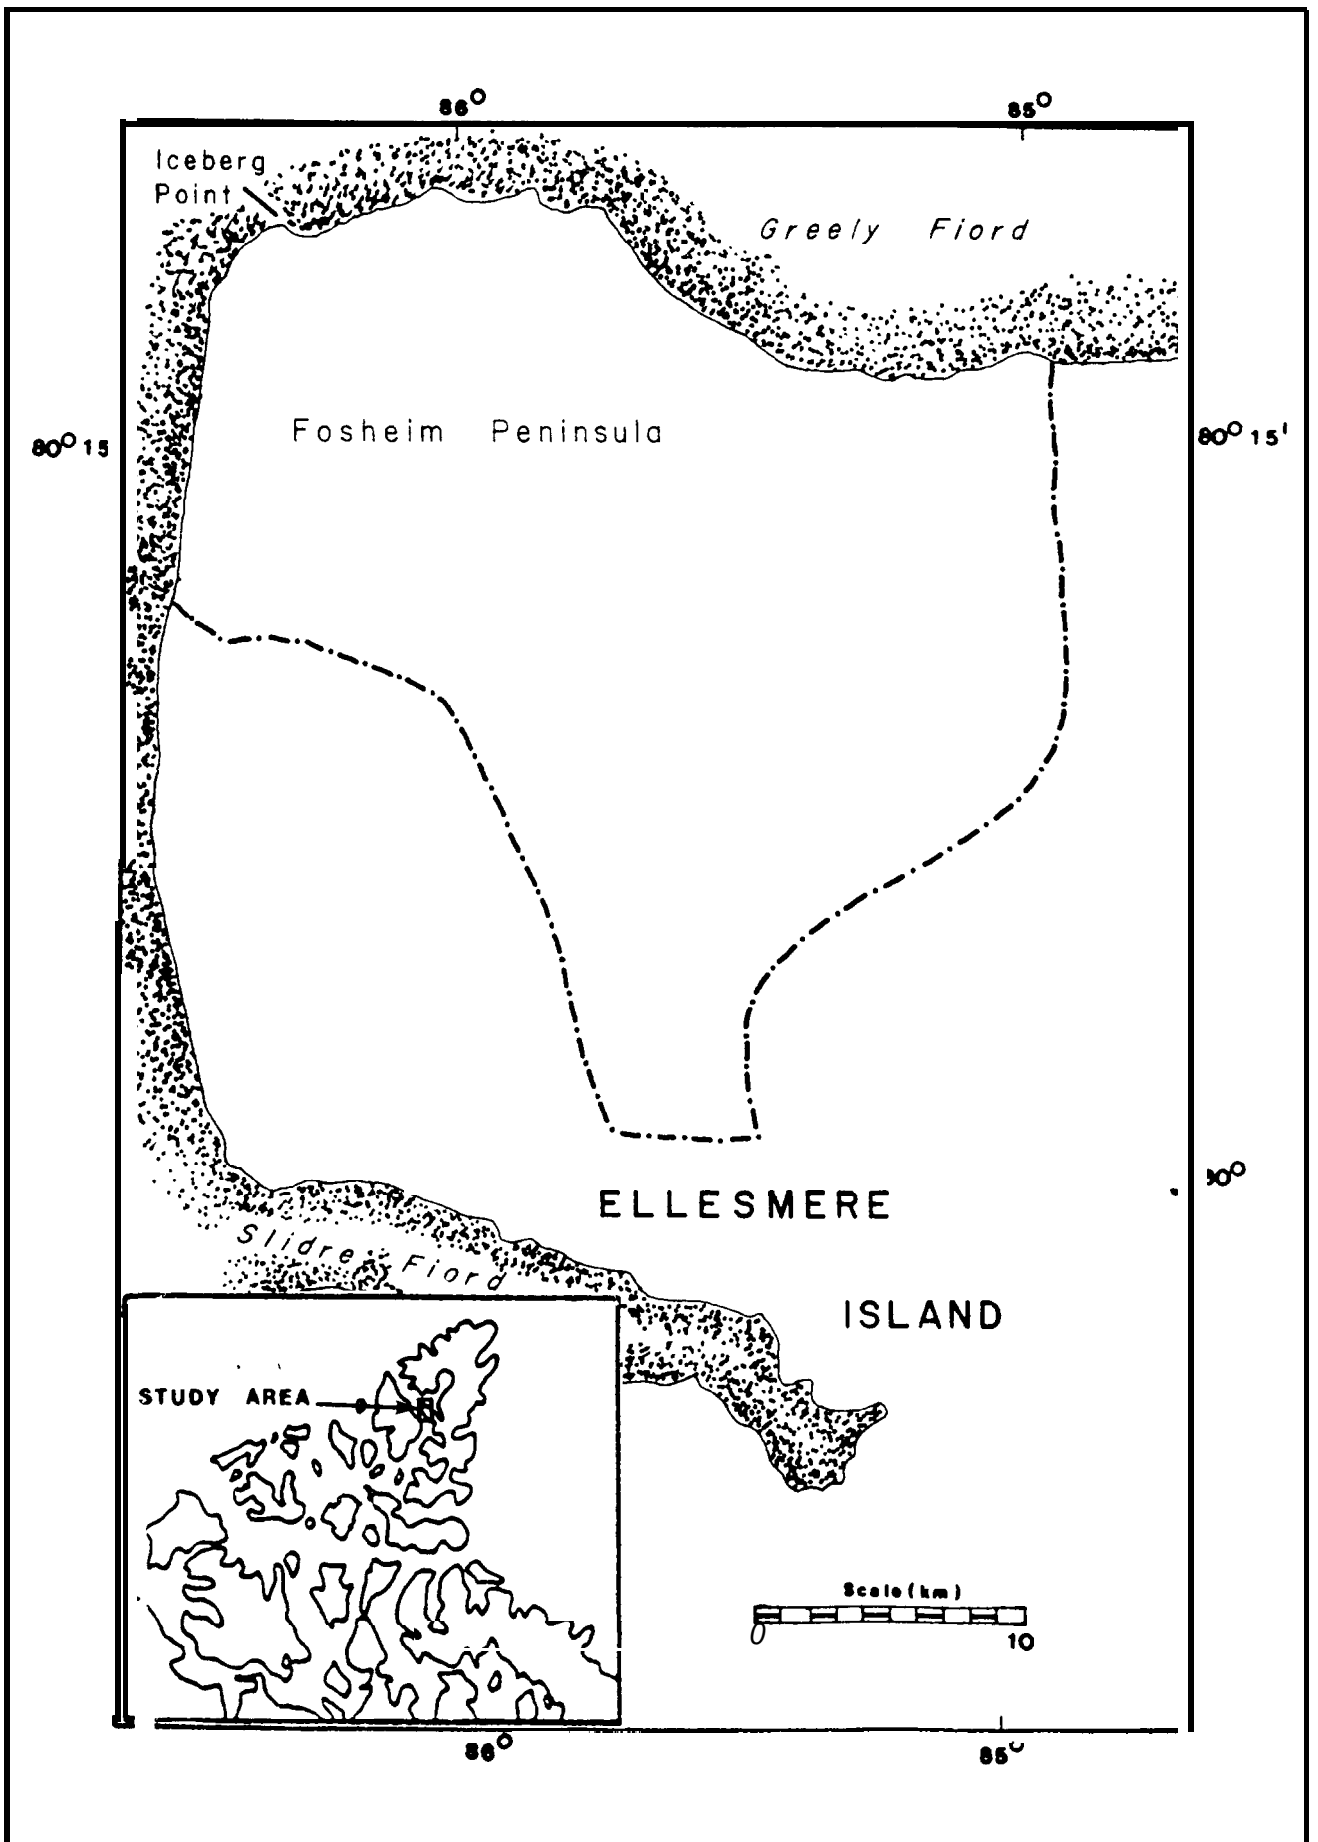 86° 85°
Iceberg
Point
Greely Fiord
Fosheim Peninsula
80° 15
80° 15'
80°
ELLESMERE
Slidre Fiord
ISLAND
STUDY AREA
Scale (km)
0 10
86° 85°